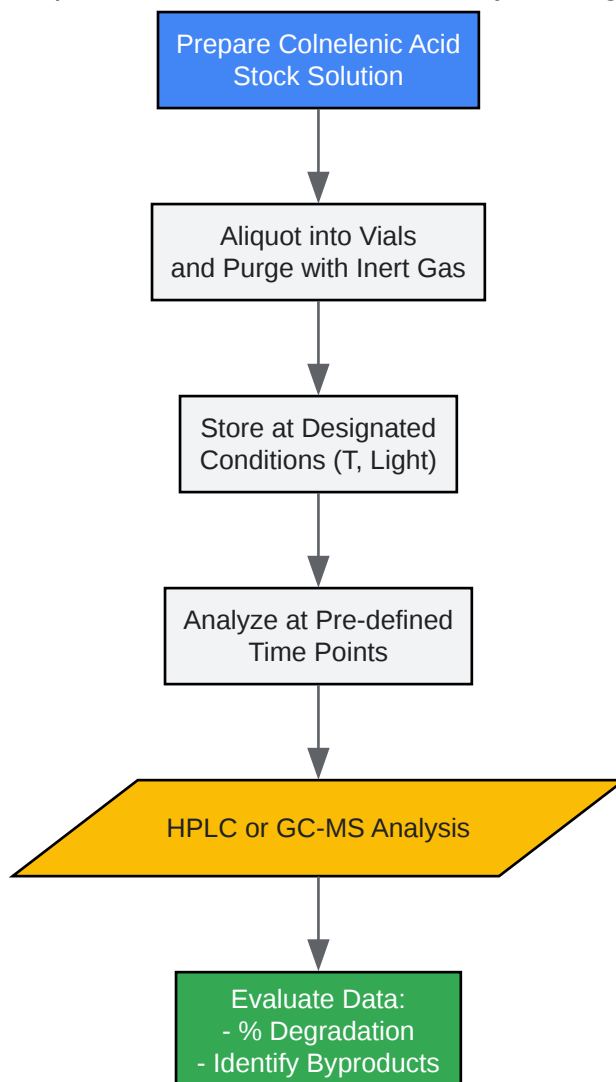 Prepare Colnelenic Acid
Stock Solution
Aliquot into Vials
and Purge with Inert Gas
Store at Designated
Conditions (T, Light)
Analyze at Pre-defined
Time Points
HPLC or GC-MS Analysis
Evaluate Data:
- % Degradation
- Identify Byproducts